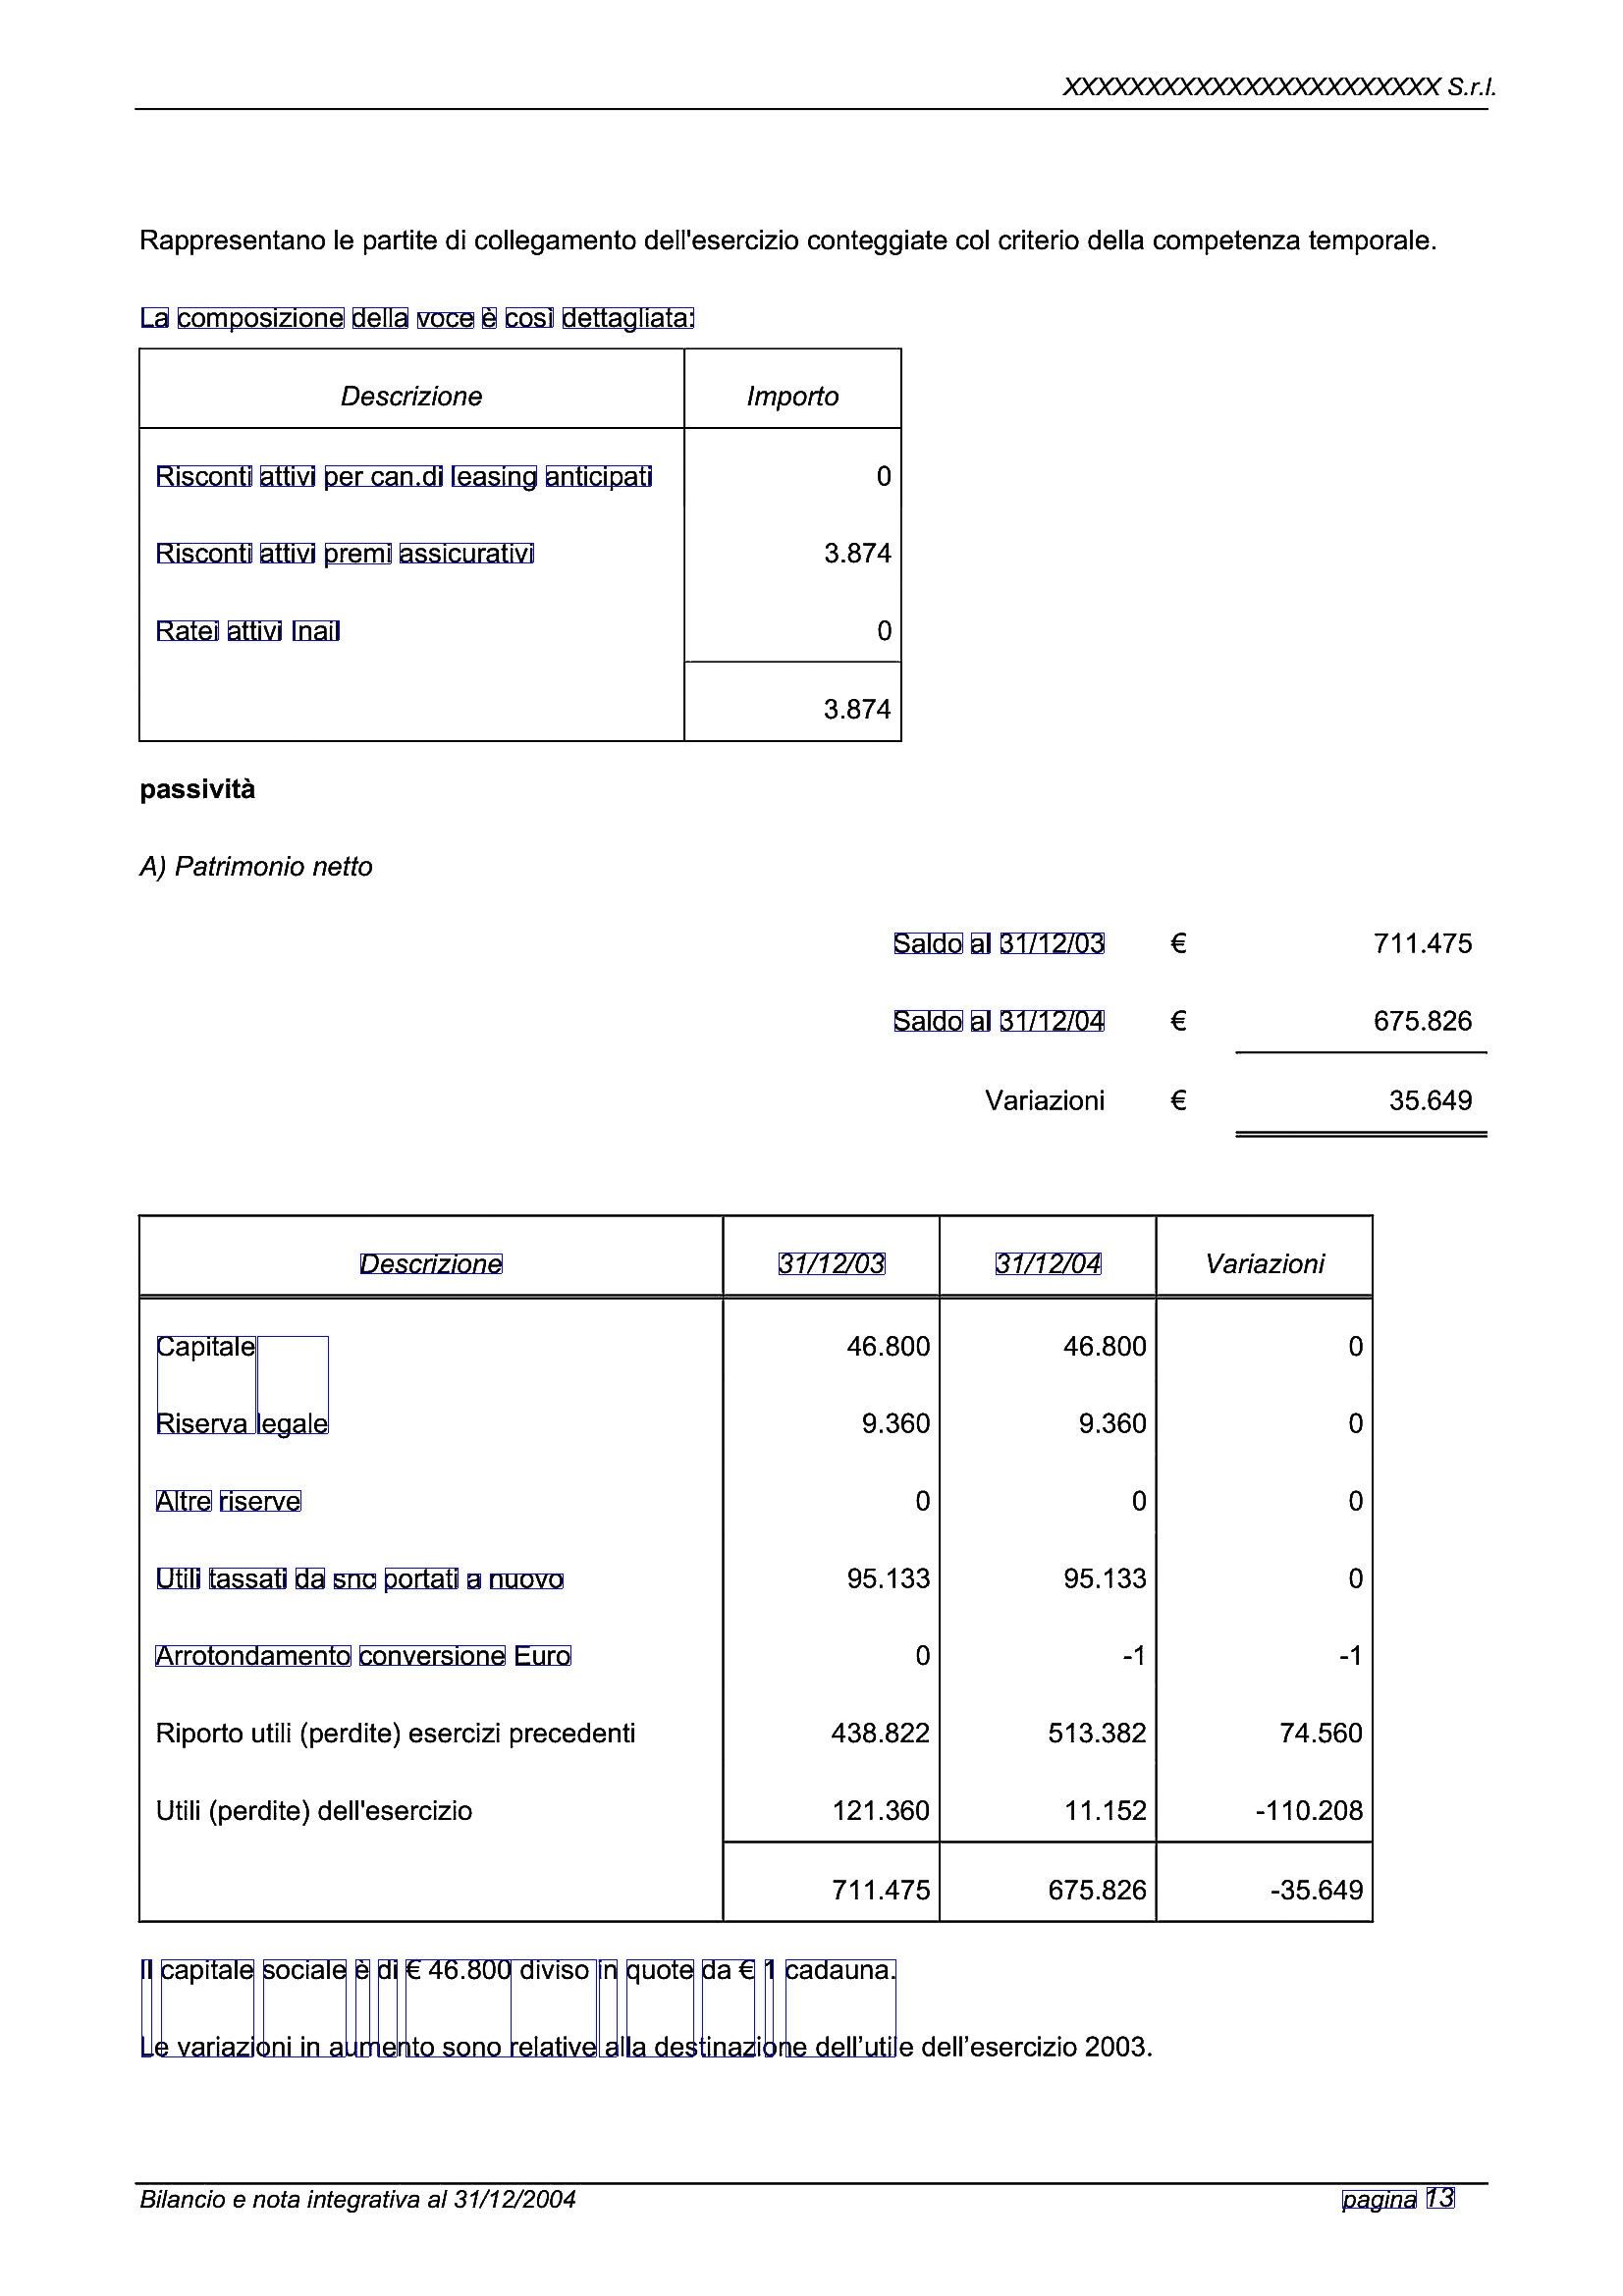 XXXXXXXXXXXXXXXXXXXXXXX S.r.l.
Rappresentano le partite di collegamento dell'esercizio conteggiate col criterio della competenza temporale.
La composizione della voce è così dettagliata:
Descrizione Importo
Risconti attivi per can.di leasing anticipati 0
Risconti attivi premi assicurativi 3.874
Ratei attivi Inail 0
3.874
passività
A) Patrimonio netto
Saldo al 31/12/03 € 711.475
Saldo al 31/12/04 € 675.826
Variazioni € 35.649
Descrizione 31/12/03 31/12/04 Variazioni
Capitale 46.800 46.800 0
Riserva legale 9.360 9.360 0
Altre riserve 0 0 0
Utili tassati da snc portati a nuovo 95.133 95.133 0
Arrotondamento conversione Euro 0 -1 -1
Riporto utili (perdite) esercizi precedenti 438.822 513.382 74.560
Utili (perdite) dell'esercizio 121.360 11.152 -110.208
711.475 675.826 -35.649
Il capitale sociale è di € 46.800 diviso in quote da € 1 cadauna.
Le variazioni in aumento sono relative alla destinazione dell’utile dell’esercizio 2003.
Bilancio e nota integrativa al 31/12/2004 pagina 13